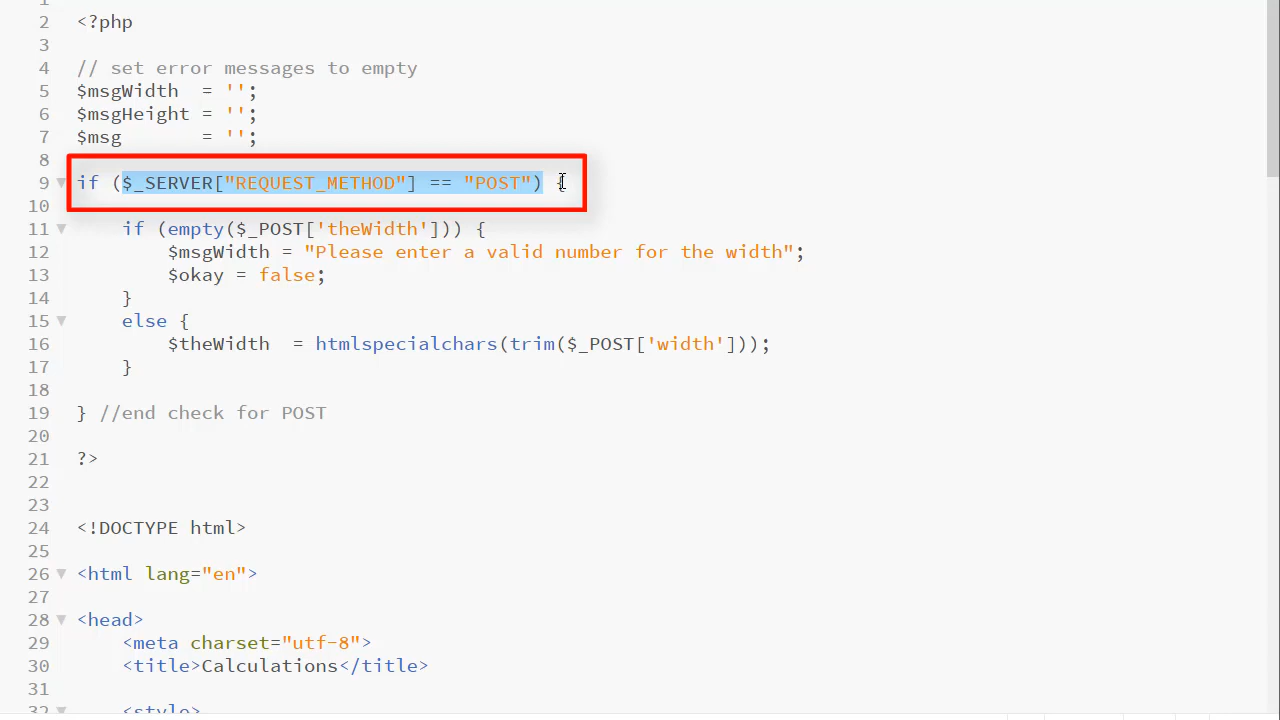 1
2 <?php
3
4 // set error messages to empty
5 $msgWidth  = '';
6 $msgHeight = '';
7 $msg       = '';
8
9 if ($_SERVER["REQUEST_METHOD"] == "POST") {
10
11     if (empty($_POST['theWidth'])) {
12         $msgWidth = "Please enter a valid number for the width";
13         $okay = false;
14     }
15     else {
16         $theWidth  = htmlspecialchars(trim($_POST['width']));
17     }
18
19 } //end check for POST
20
21 ?>
22
23
24 <!DOCTYPE html>
25
26 <html lang="en">
27
28 <head>
29     <meta charset="utf-8">
30     <title>Calculations</title>
31
32     <style>